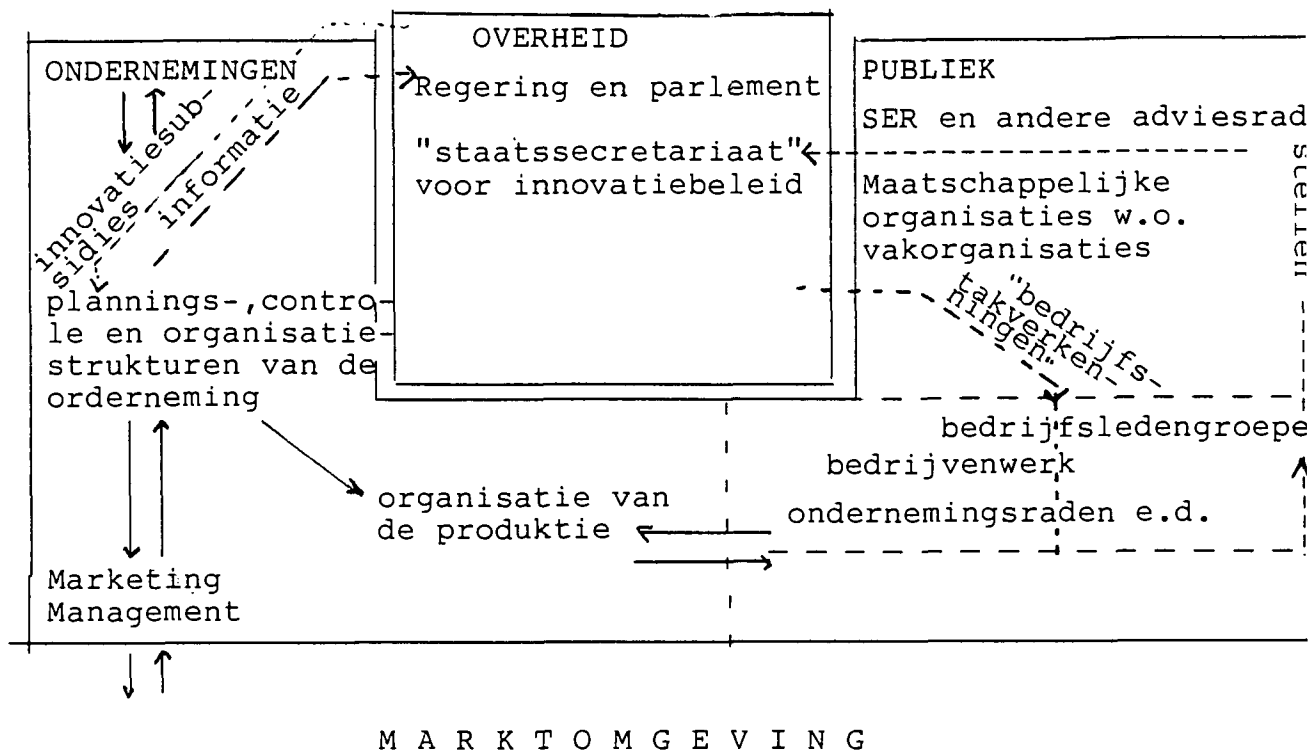 OVERHEID
Regering en parlement
"staatssecretariaat"
voor innovatiebeleid
ONDERNEMINGEN
innovatiesub-
sidies
informatie
plannings-,contro-
le en organisatie-
strukturen van de
orderneming
organisatie van
de produktie
Marketing
Management
PUBLIEK
SER en andere adviesrad
Maatschappelijke
organisaties w.o.
vakorganisaties
"bedrijfs-
takverken-
ningen"
bedrijfsledengroepe
bedrijvenwerk
ondernemingsraden e.d.
MARKTOMGEVING